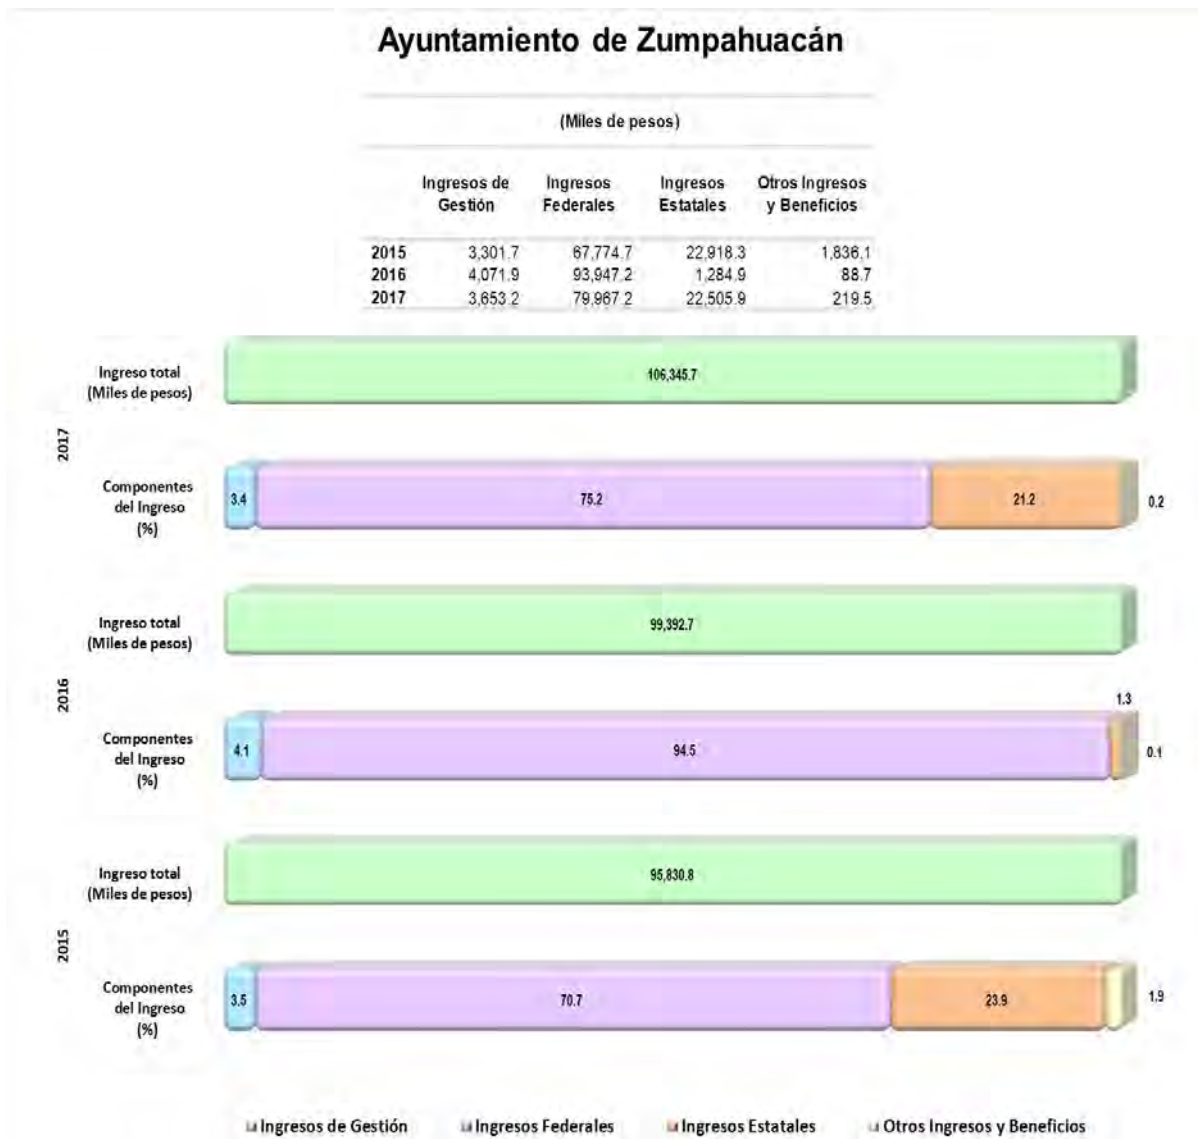 Ayuntamiento de Zumpahuacán
(Miles de pesos)
Ingresos de Gestión Ingresos Federales Ingresos Estatales Otros Ingresos y Beneficios
2015 3,301.7 67,774.7 22,918.3 1,836.1
2016 4,071.9 93,947.2 1,284.9 88.7
2017 3,653.2 79,967.2 22,505.9 219.5
2017
Ingreso total
(Miles de pesos)
106,345.7
Componentes
del Ingreso
(%)
3.4 75.2 21.2 0.2
2016
Ingreso total
(Miles de pesos)
99,392.7
Componentes
del Ingreso
(%)
4.1 94.5 1.3 0.1
2015
Ingreso total
(Miles de pesos)
95,830.8
Componentes
del Ingreso
(%)
3.5 70.7 23.9 1.9
Ingresos de Gestión Ingresos Federales Ingresos Estatales Otros Ingresos y Beneficios